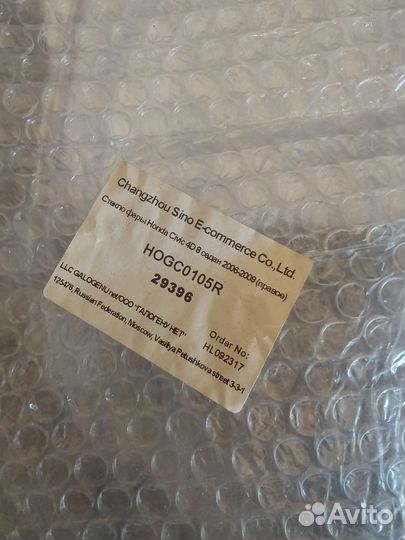 Changzhou Sino E-commerce Co.,Ltd.
Стекло фары Honda Civic 4D 8 седан 2006-2009 (правое)
HOGC0105R
29396
Order No:
HL092317
LLC GALOGENU net/ООО "ГАЛОГЕНУ НЕТ"
125476, Russian Federation, Moscow, Vasiliya Petushkova street 3-3-1
Avito